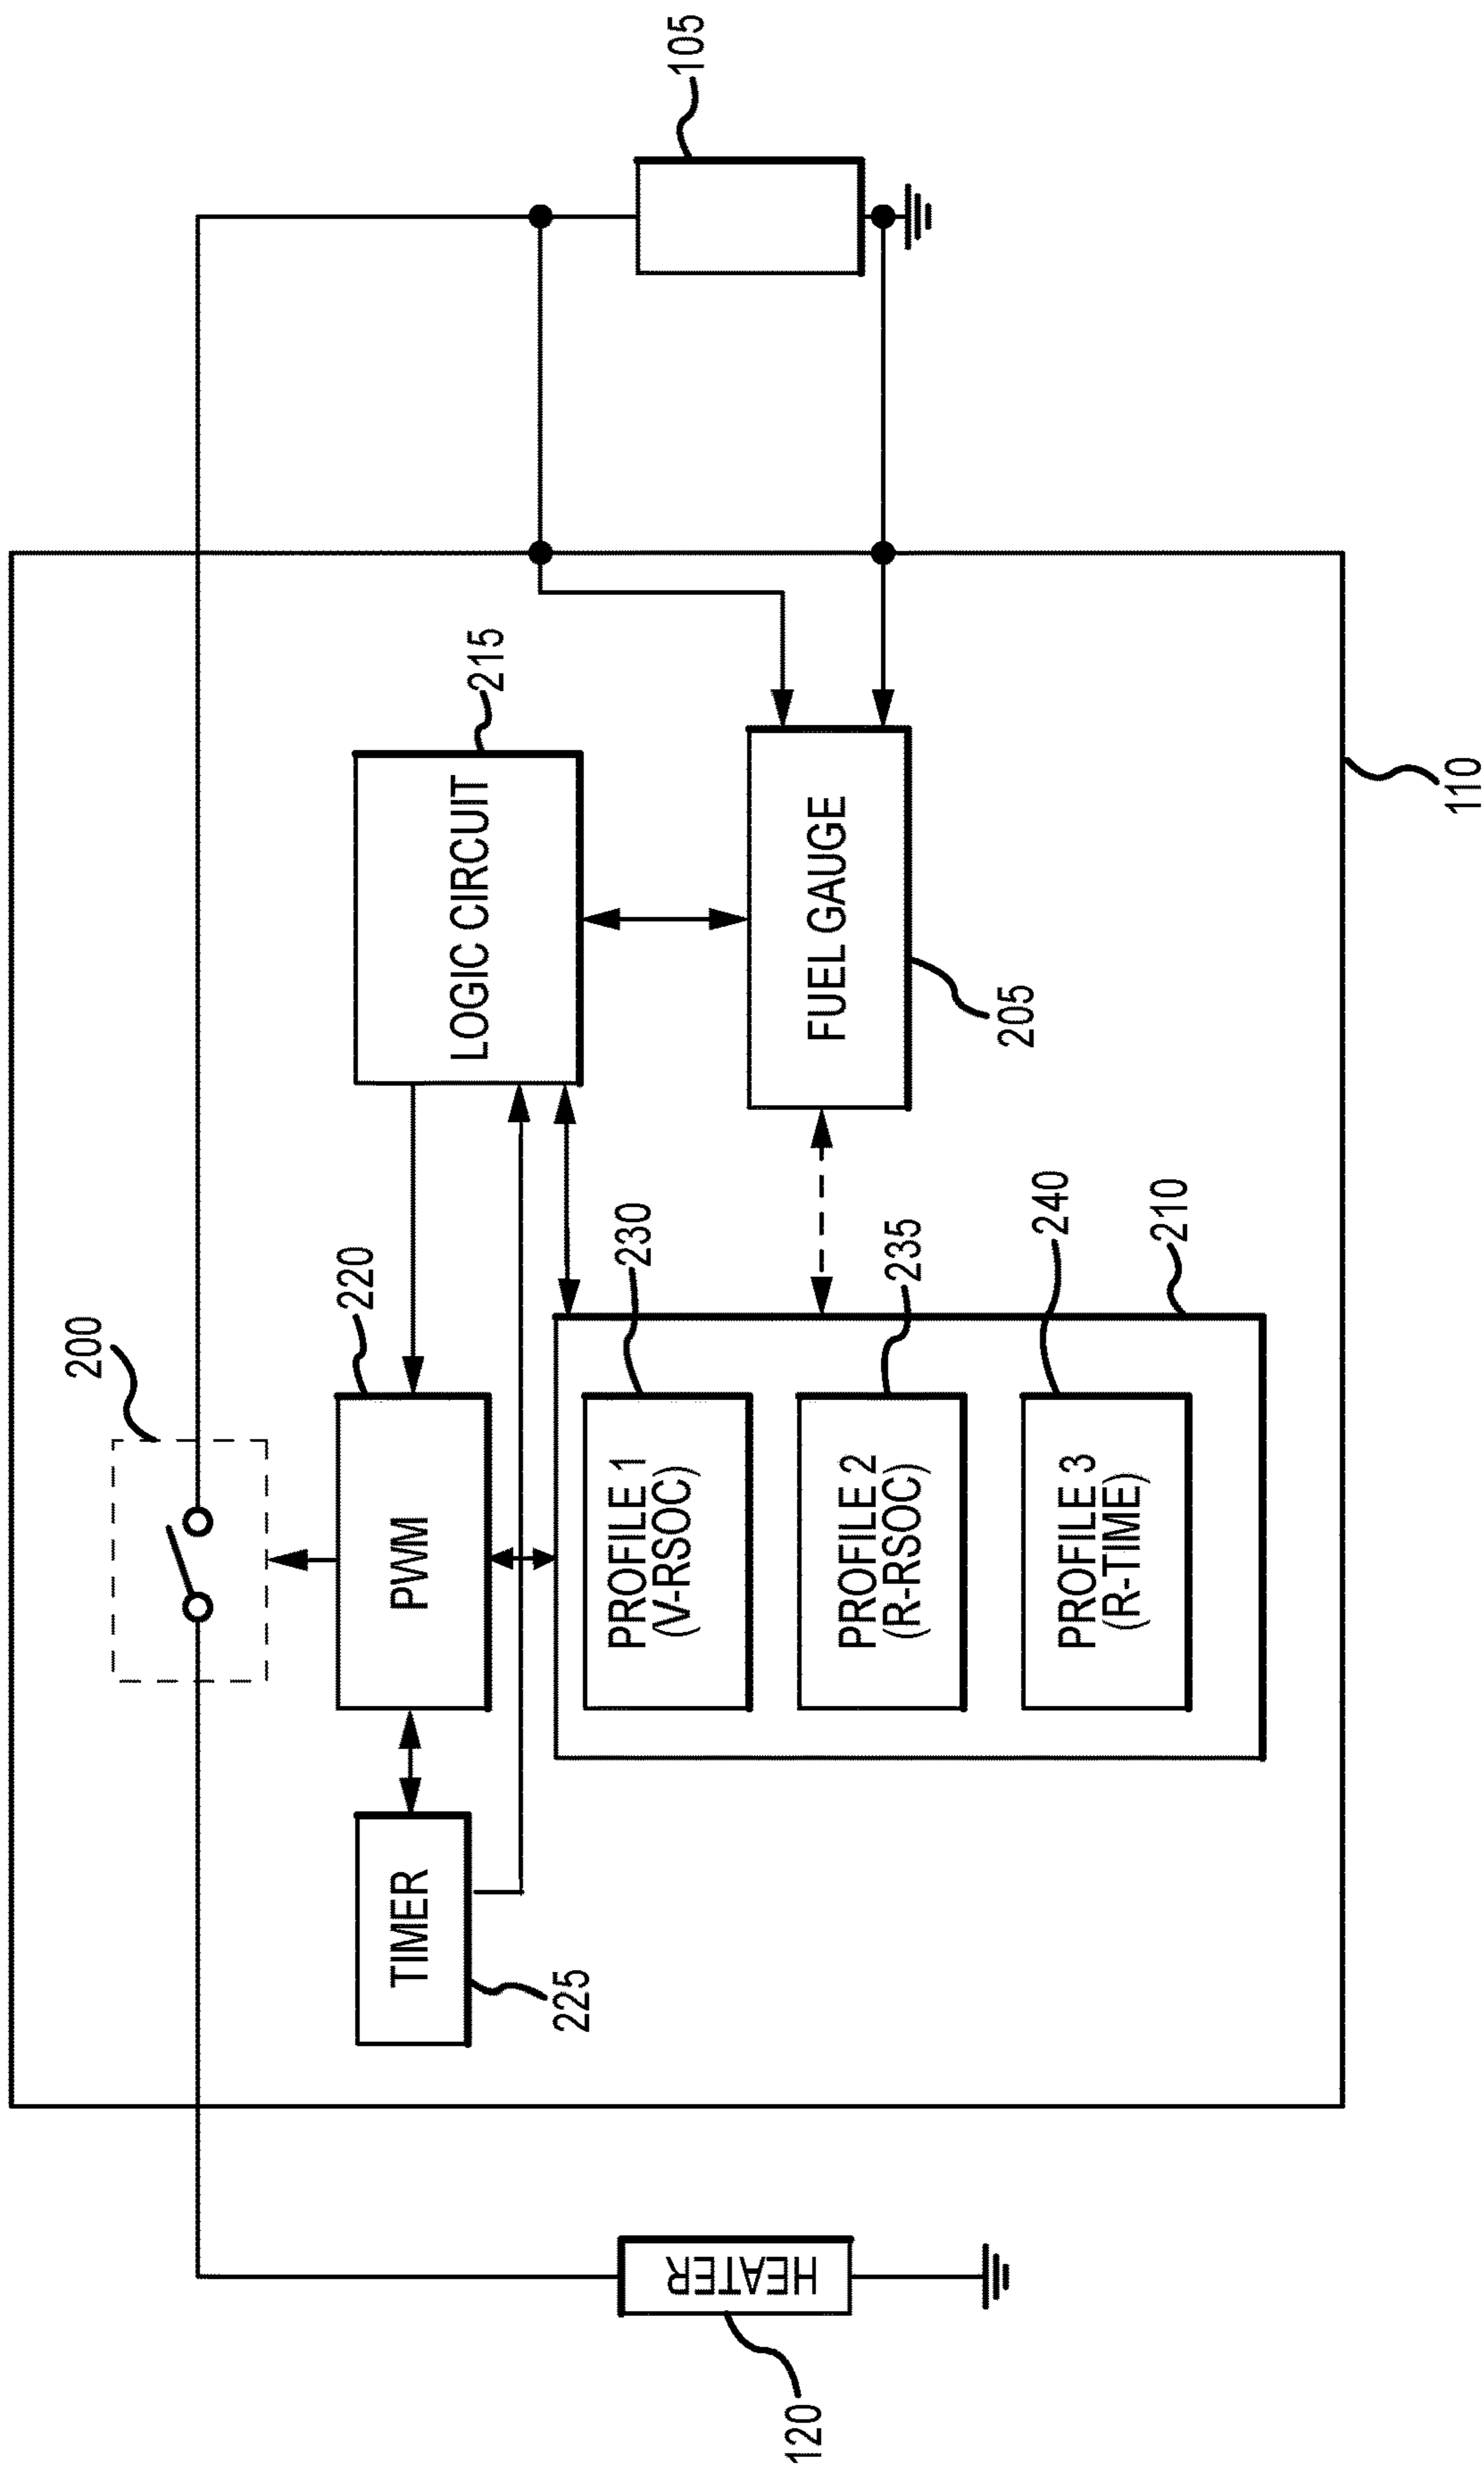 200
220
215
105
PWM
LOGIC CIRCUIT
TIMER
225
HEATER
120
230
PROFILE 1
(V-RSOC)
235
PROFILE 2
(R-RSOC)
240
PROFILE 3
(R-TIME)
210
FUEL GAUGE
205
110